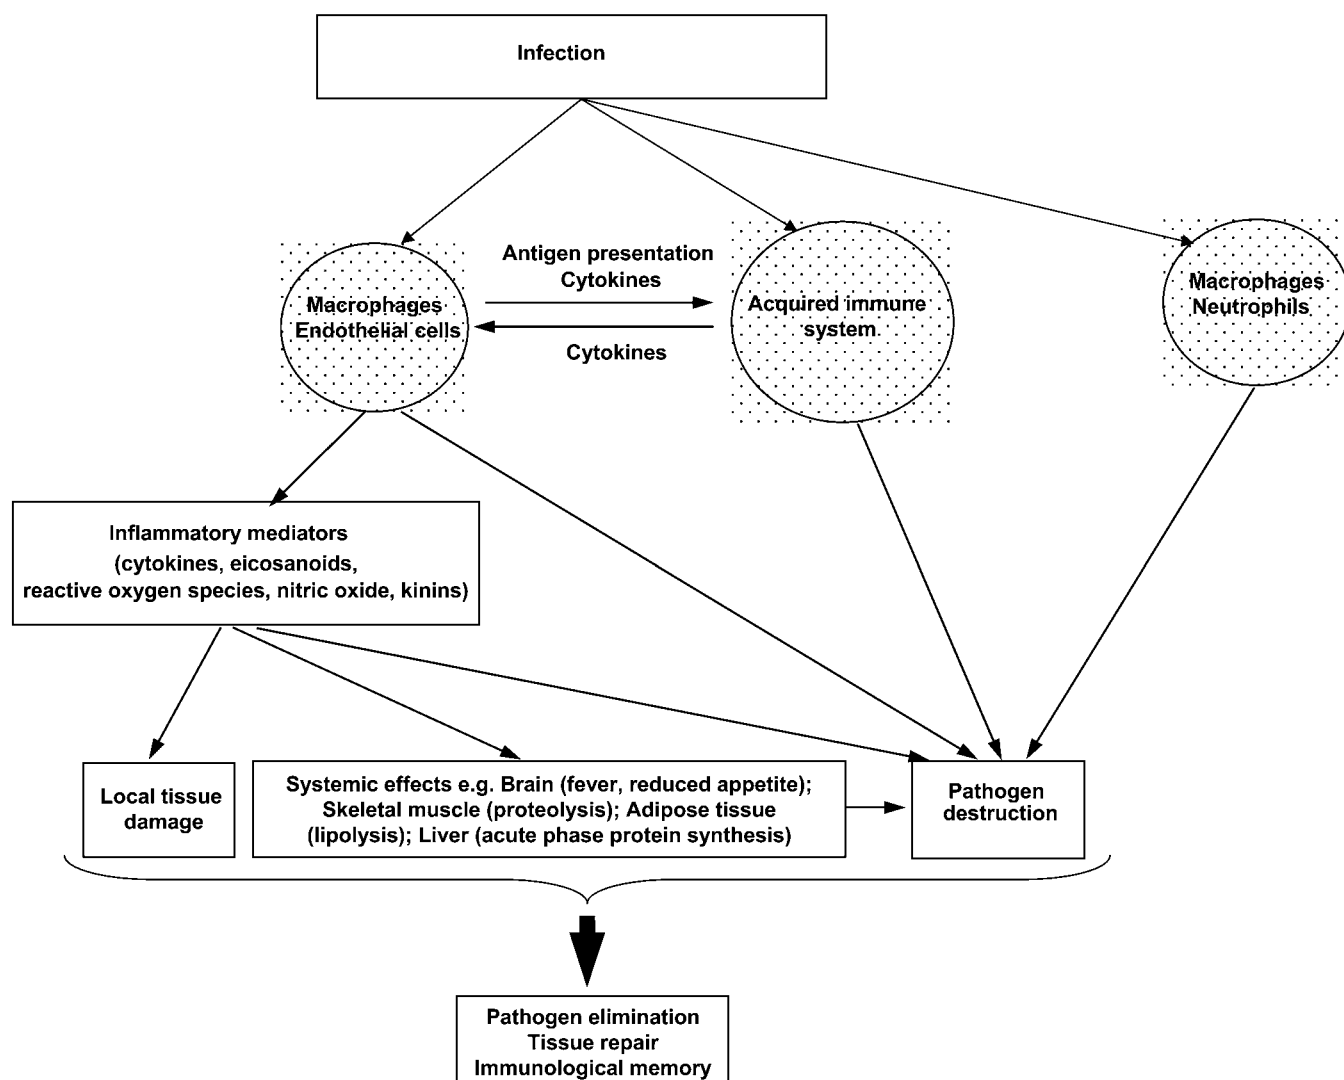 Infection
Antigen presentation
Cytokines
Macrophages
Endothelial cells
Acquired immune
system
Macrophages
Neutrophils
Cytokines
Inflammatory mediators
(cytokines, eicosanoids,
reactive oxygen species, nitric oxide, kinins)
Local tissue
damage
Systemic effects e.g. Brain (fever, reduced appetite);
Skeletal muscle (proteolysis); Adipose tissue
(lipolysis); Liver (acute phase protein synthesis)
Pathogen
destruction
Pathogen elimination
Tissue repair
Immunological memory